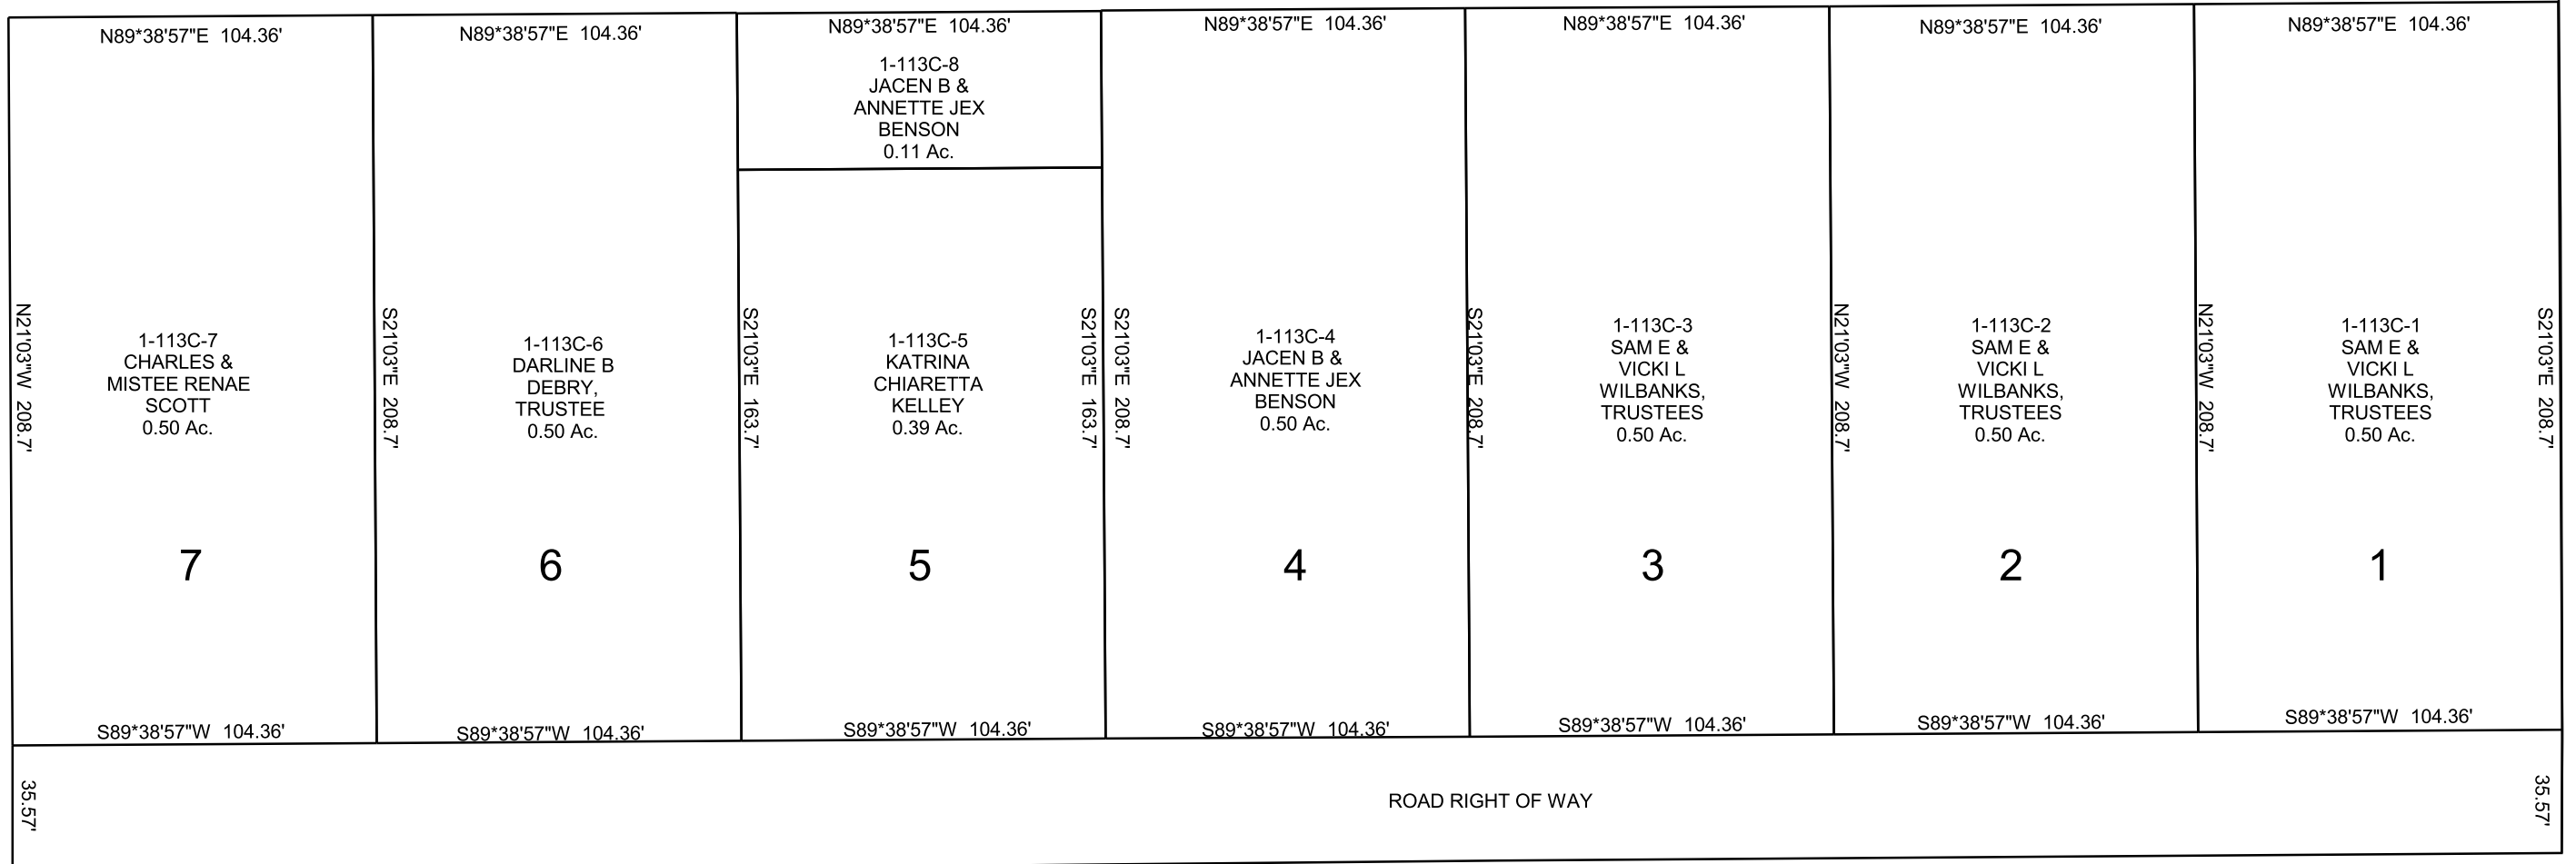 N89*38'57"E 104.36'
N89*38'57"E 104.36'
N89*38'57"E 104.36'
N89*38'57"E 104.36'
N89*38'57"E 104.36'
N89*38'57"E 104.36'
N89*38'57"E 104.36'
1-113C-8
JACEN B &
ANNETTE JEX
BENSON
0.11 Ac.
N21'03"W 208.7'
1-113C-7
CHARLES &
MISTEE RENAE
SCOTT
0.50 Ac.
7
S21'03"E 208.7'
1-113C-6
DARLINE B
DEBRY,
TRUSTEE
0.50 Ac.
6
S21'03"E 163.7'
1-113C-5
KATRINA
CHIARETTA
KELLEY
0.39 Ac.
5
S21'03"E 163.7'
S21'03"E 208.7'
1-113C-4
JACEN B &
ANNETTE JEX
BENSON
0.50 Ac.
4
S21'03"E 208.7'
1-113C-3
SAM E &
VICKI L
WILBANKS,
TRUSTEES
0.50 Ac.
3
N21'03"W 208.7'
1-113C-2
SAM E &
VICKI L
WILBANKS,
TRUSTEES
0.50 Ac.
2
N21'03"W 208.7'
1-113C-1
SAM E &
VICKI L
WILBANKS,
TRUSTEES
0.50 Ac.
1
S21'03"E 208.7'
S89*38'57"W 104.36'
S89*38'57"W 104.36'
S89*38'57"W 104.36'
S89*38'57"W 104.36'
S89*38'57"W 104.36'
S89*38'57"W 104.36'
S89*38'57"W 104.36'
35.57'
ROAD RIGHT OF WAY
35.57'